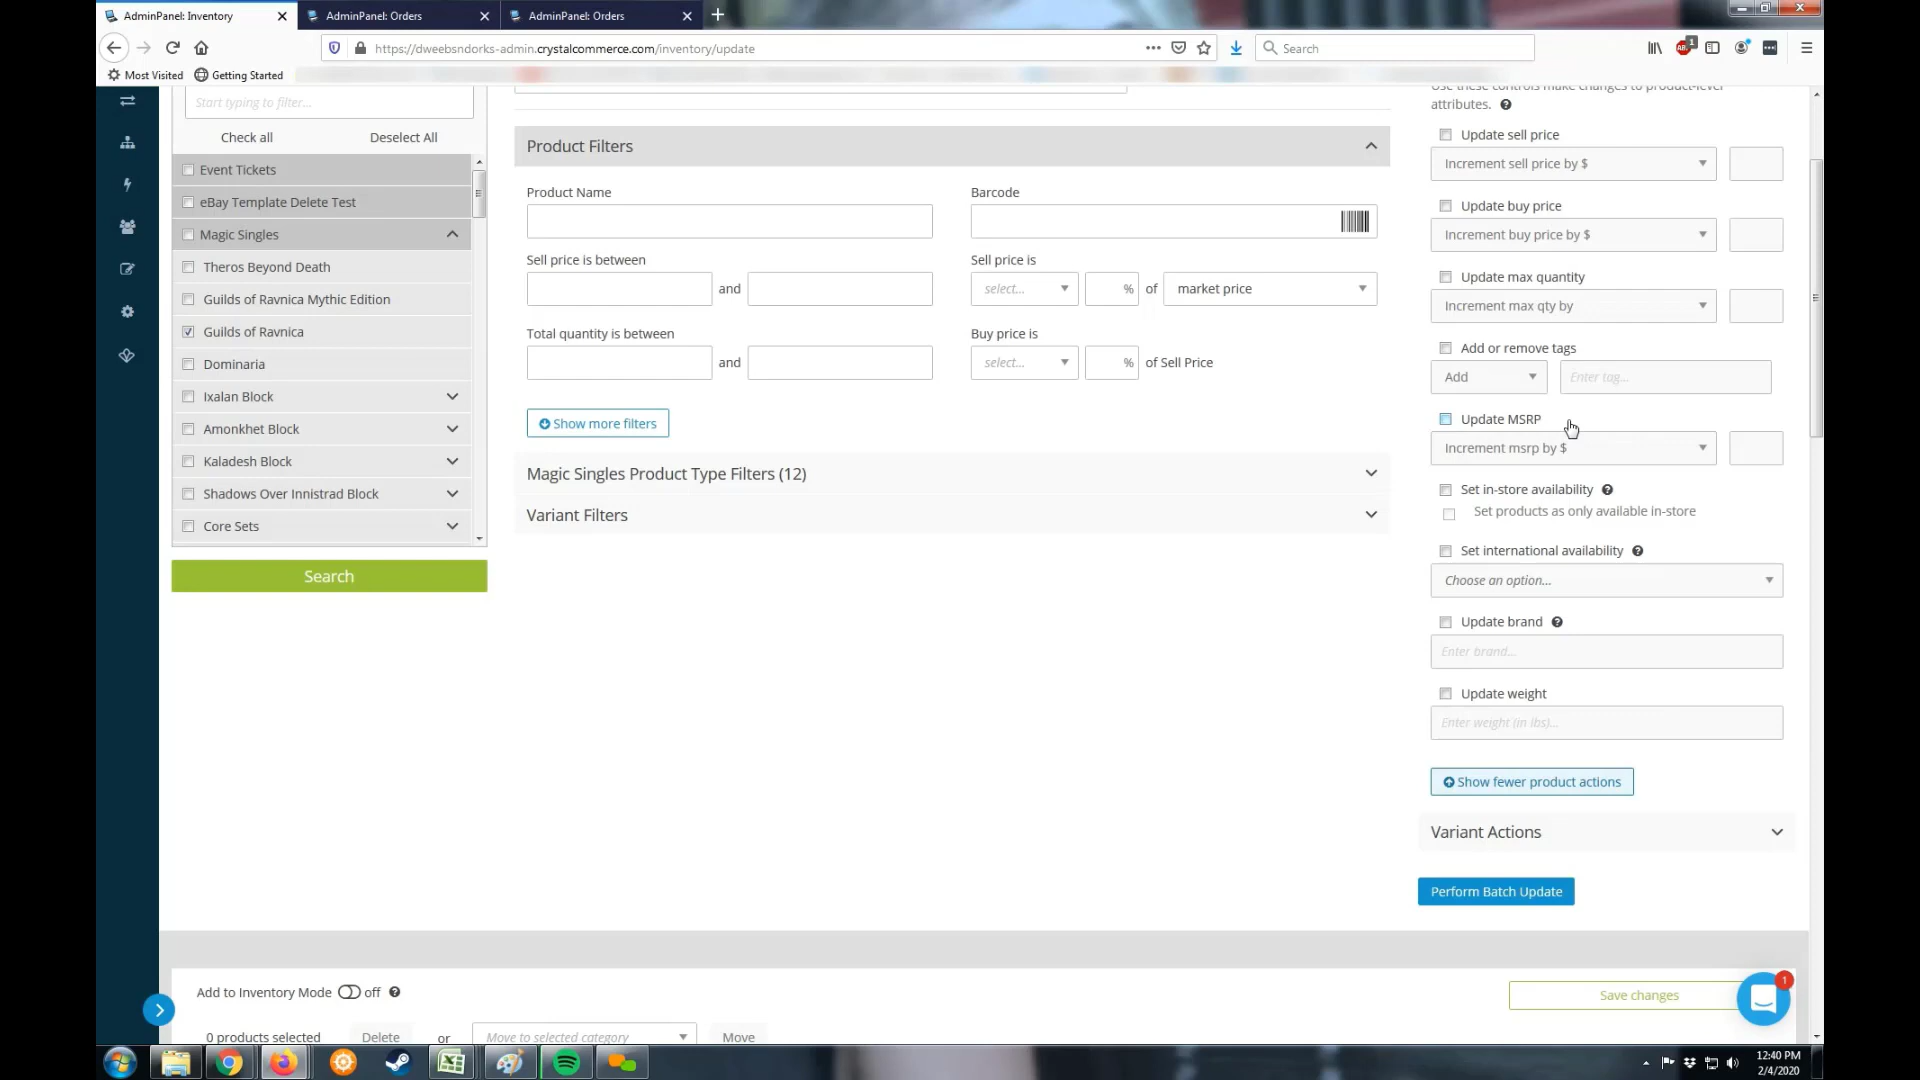 AdminPanel: Inventory
AdminPanel: Orders
AdminPanel: Orders
https://dweebsndorks-admin.crystalcommerce.com/inventory/update
Search
1
Most Visited
Getting Started
Start typing to filter...
Check all
Deselect All
Event Tickets
eBay Template Delete Test
Magic Singles
Theros Beyond Death
Guilds of Ravnica Mythic Edition
Guilds of Ravnica
Dominaria
Ixalan Block
Amonkhet Block
Kaladesh Block
Shadows Over Innistrad Block
Core Sets
Search
Product Filters
Product Name
Barcode
Sell price is between
and
Sell price is
select...
%
of
market price
Total quantity is between
and
Buy price is
select...
%
of Sell Price
Show more filters
Magic Singles Product Type Filters (12)
Variant Filters
Use these controls make changes to product-level
attributes.
Update sell price
Increment sell price by $
Update buy price
Increment buy price by $
Update max quantity
Increment max qty by
Add or remove tags
Add
Enter tag...
Update MSRP
Increment msrp by $
Set in-store availability
Set products as only available in-store
Set international availability
Choose an option...
Update brand
Enter brand...
Update weight
Enter weight (in lbs)...
Show fewer product actions
Variant Actions
Perform Batch Update
Add to Inventory Mode
off
Save changes
1
0 products selected
Delete
or
Move to selected category
Move
12:40 PM
2/4/2020